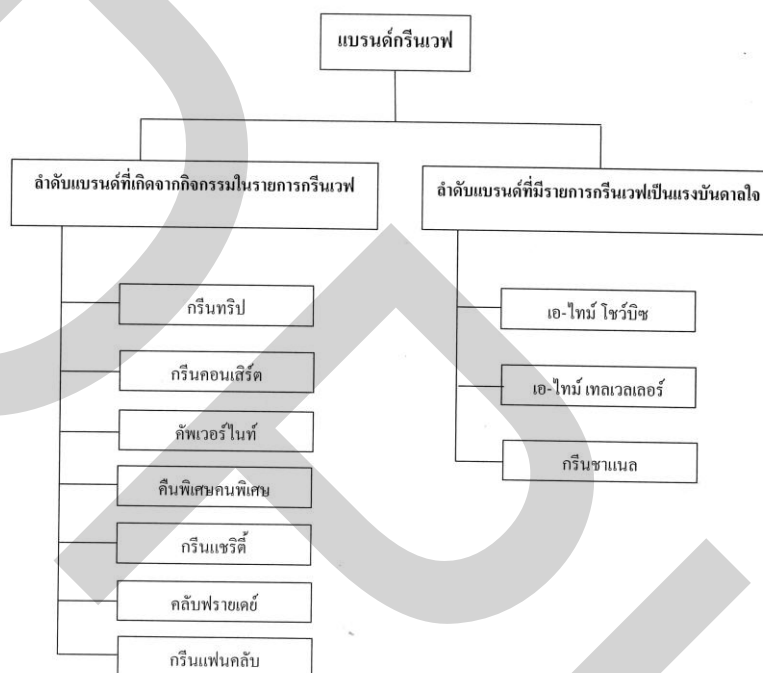 แบรนด์กรีนเวฟ
ลำดับแบรนด์ที่เกิดจากกิจกรรมในรายการกรีนเวฟ
ลำดับแบรนด์ที่มีรายการกรีนเวฟเป็นแรงบันดาลใจ
กรีนทริป
กรีนคอนเสิร์ต
คัพเวอร์ไนท์
คืนพิเศษคนพิเศษ
กรีนแชริตี้
คลับฟรายเดย์
กรีนแฟนคลับ
เอ-ไทม์ โชว์บิซ
เอ-ไทม์ เทลเวลเลอร์
กรีนชาแนล